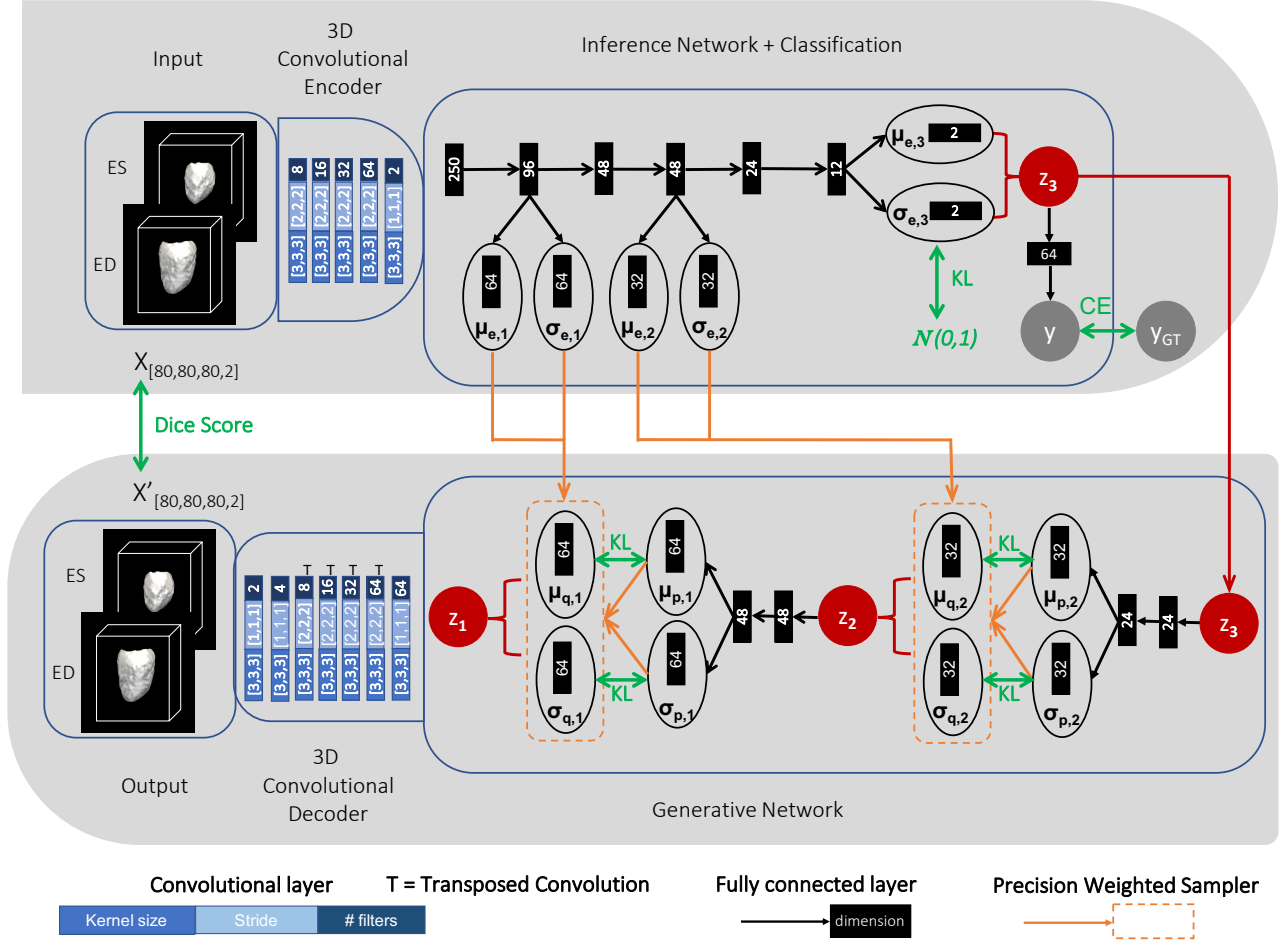 Input
3D
Convolutional
Encoder
Inference Network + Classification
ES
ED
8
16
32
64
2
[2,2,2]
[2,2,2]
[2,2,2]
[2,2,2]
[1,1,1]
[3,3,3]
[3,3,3]
[3,3,3]
[3,3,3]
[3,3,3]
250
96
48
48
24
12
μe,3
2
σe,3
2
z3
64
64
32
32
μe,1
σe,1
μe,2
σe,2
KL
N(0,1)
64
y
CE
yGT
X[80,80,80,2]
Dice Score
X'[80,80,80,2]
ES
ED
T
T
T
T
2
4
8
16
32
64
64
[1,1,1]
[1,1,1]
[2,2,2]
[2,2,2]
[2,2,2]
[2,2,2]
[1,1,1]
[3,3,3]
[3,3,3]
[3,3,3]
[3,3,3]
[3,3,3]
[3,3,3]
[3,3,3]
z1
64
μq,1
KL
64
μp,1
64
σq,1
KL
64
σp,1
48
48
z2
32
μq,2
KL
32
μp,2
32
σq,2
KL
32
σp,2
24
24
z3
Output
3D
Convolutional
Decoder
Generative Network
Convolutional layer
T = Transposed Convolution
Fully connected layer
Precision Weighted Sampler
Kernel size
Stride
# filters
dimension